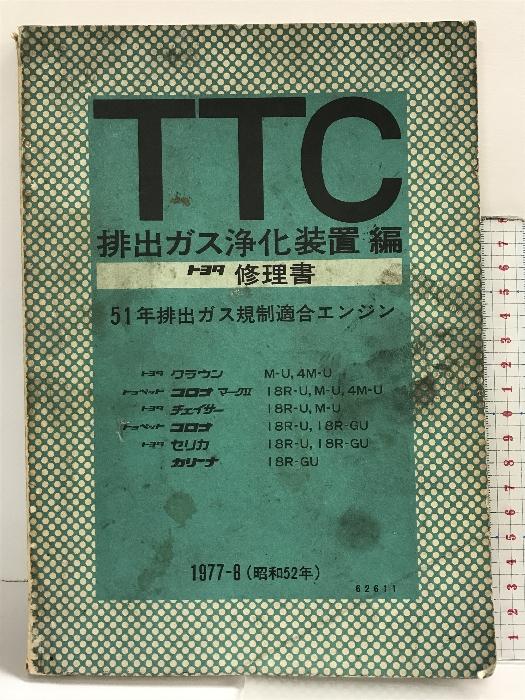 TTC
排出ガス浄化装置編
トヨタ 修理書
51年排出ガス規制適合エンジン
トヨタ クラウン M-U, 4M-U
トヨペット コロナ マークII 18R-U, M-U, 4M-U
トヨタ チェイサー 18R-U, M-U
トヨペット コロナ 18R-U, 18R-GU
トヨタ セリカ 18R-U, 18R-GU
カリーナ 18R-GU
1977-8 (昭和52年)
62611